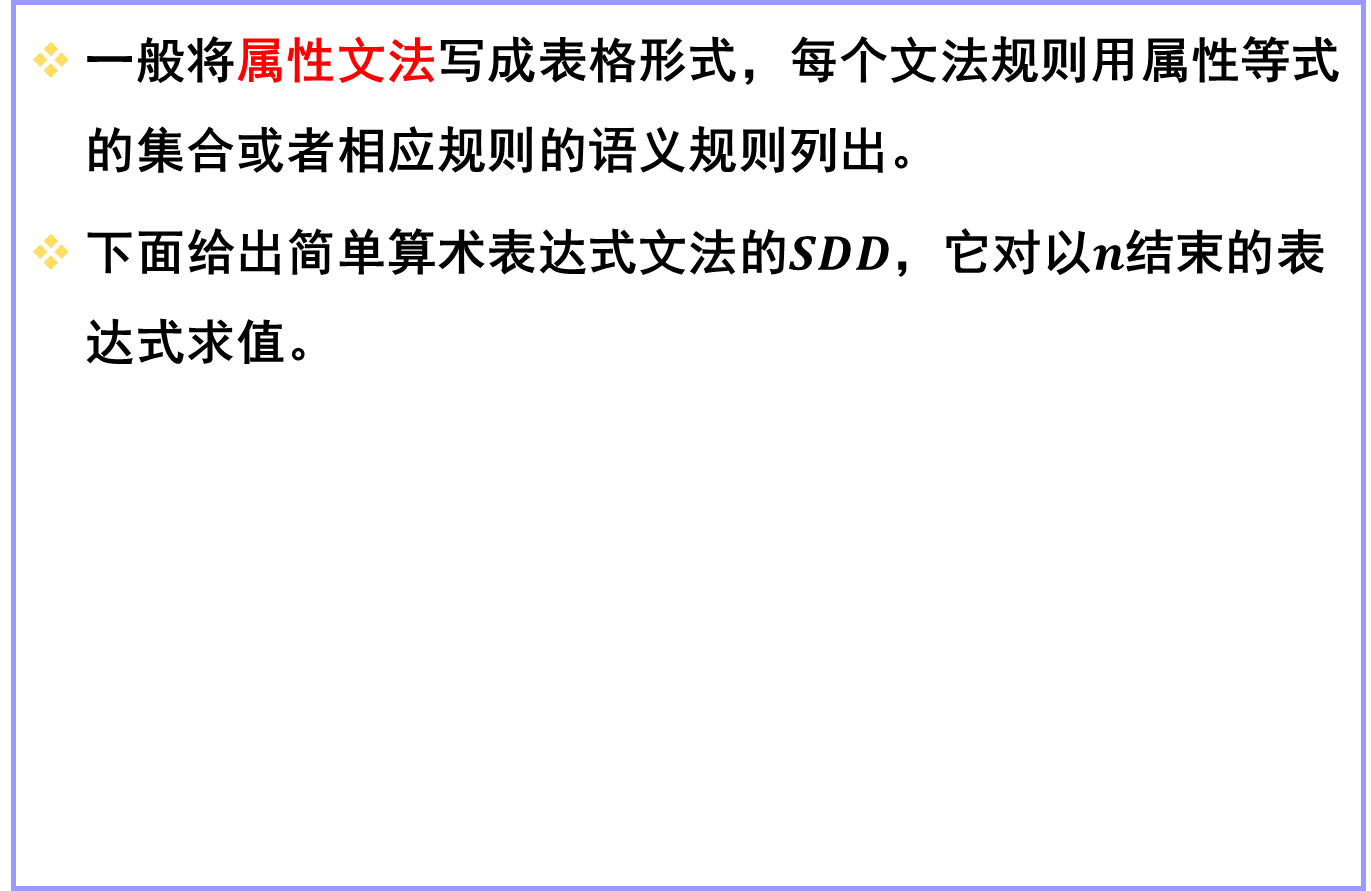 一般将属性文法写成表格形式，每个文法规则用属性等式
的集合或者相应规则的语义规则列出。
下面给出简单算术表达式文法的SDD，它对以n结束的表
达式求值。